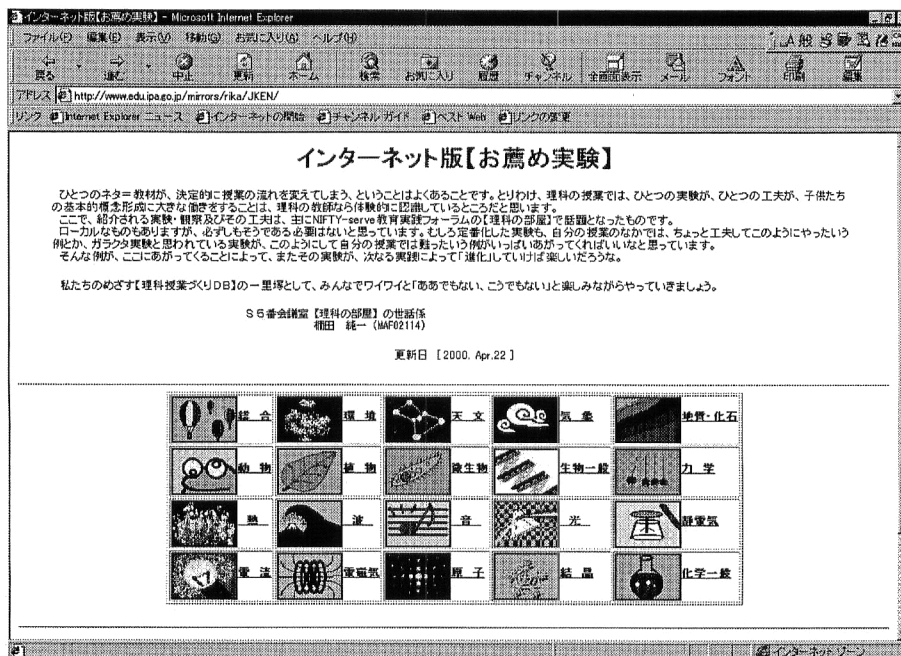 インターネット版【お薦め実験】 - Microsoft Internet Explorer
ファイル(F) 編集(E) 表示(V) 移動(G) お気に入り(A) ヘルプ(H)
戻る 進む 中止 更新 ホーム 検索 お気に入り 履歴 チャンネル 全画面表示 メール フォント 印刷 編集
アドレス http://www.edu.ipa.go.jp/mirrors/rika/JKEN/
リンク Internet Explorer ニュース インターネットの開始 チャンネル ガイド ベスト Web リンクの変更
インターネット版【お薦め実験】
ひとつのネタ＝教材が、決定的に授業の流れを変えてしまう、ということはよくあることです。とりわけ、理科の授業では、ひとつの実験が、ひとつの工夫が、子供たち
の基本的概念形成に大きな働きをすることは、理科の教師なら体験的に認識しているところだと思います。
ここで、紹介される実験・観察及びその工夫は、主にNIFTY-serve教育実践フォーラムの【理科の部屋】で話題となったものです。
ローカルなものもありますが、必ずしもそうである必要はないと思っています。むしろ定番化した実験も、自分の授業のなかでは、ちょっと工夫してこのようにやったいう
例とか、ガラクタ実験と思われている実験が、このようにして自分の授業では甦ったいう例がいっぱいあがってくればいいなと思っています。
そんな例が、ここにあがってくることによって、またその実験が、次なる実践によって「進化」していけば楽しいだろうな。
私たちのめざす【理科授業づくりDB】の一里塚として、みんなでワイワイと「ああでもない、こうでもない」と楽しみながらやっていきましょう。
S5番会議室【理科の部屋】の世話係
楠田 純一 (MAF02114)
更新日 [2000. Apr.22 ]
総合 環境 天文 気象 地質・化石
動物 植物 微生物 生物一般 力学
熱 波 音 光 静電気
電流 電磁気 原子 結晶 化学一般
インターネット ゾーン